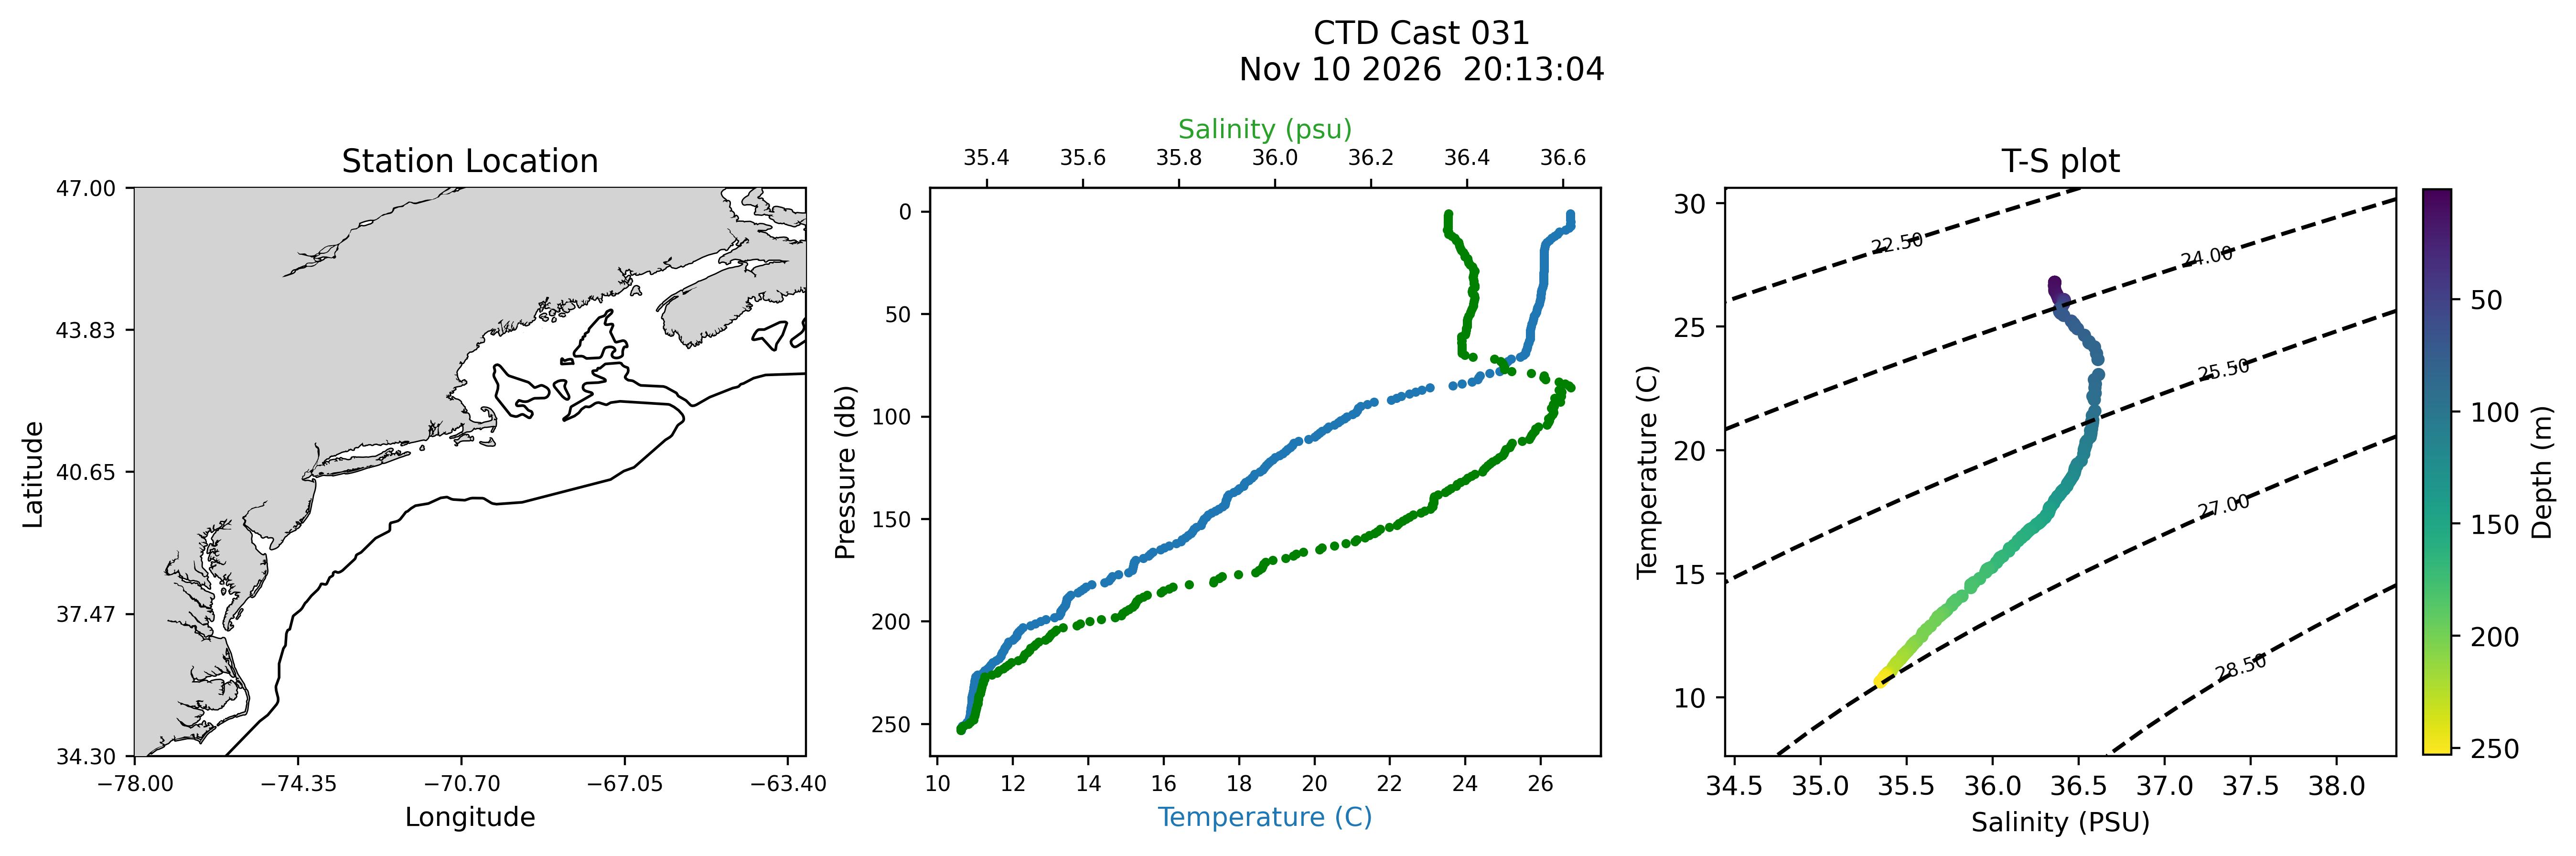 CTD Cast 031
Nov 10 2026  20:13:04
Station Location
47.00
43.83
40.65
37.47
34.30
Latitude
−78.00 −74.35 −70.70 −67.05 −63.40
Longitude
Salinity (psu)
35.4 35.6 35.8 36.0 36.2 36.4 36.6
0
50
100
150
200
250
Pressure (db)
10 12 14 16 18 20 22 24 26
Temperature (C)
T-S plot
30
25
20
15
10
Temperature (C)
22.50
24.00
25.50
27.00
28.50
34.5 35.0 35.5 36.0 36.5 37.0 37.5 38.0
Salinity (PSU)
50
100
150
200
250
Depth (m)